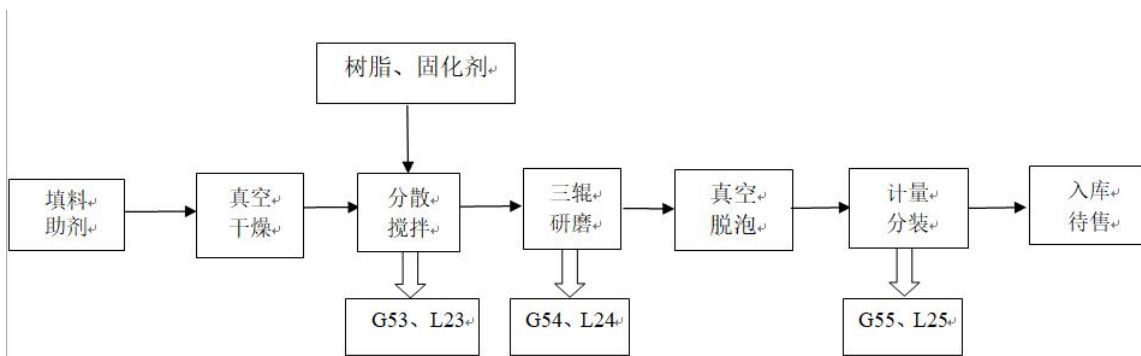 树脂、固化剂
填料
助剂
真空
干燥
分散
搅拌
三辊
研磨
真空
脱泡
计量
分装
入库
待售
G53、L23
G54、L24
G55、L25